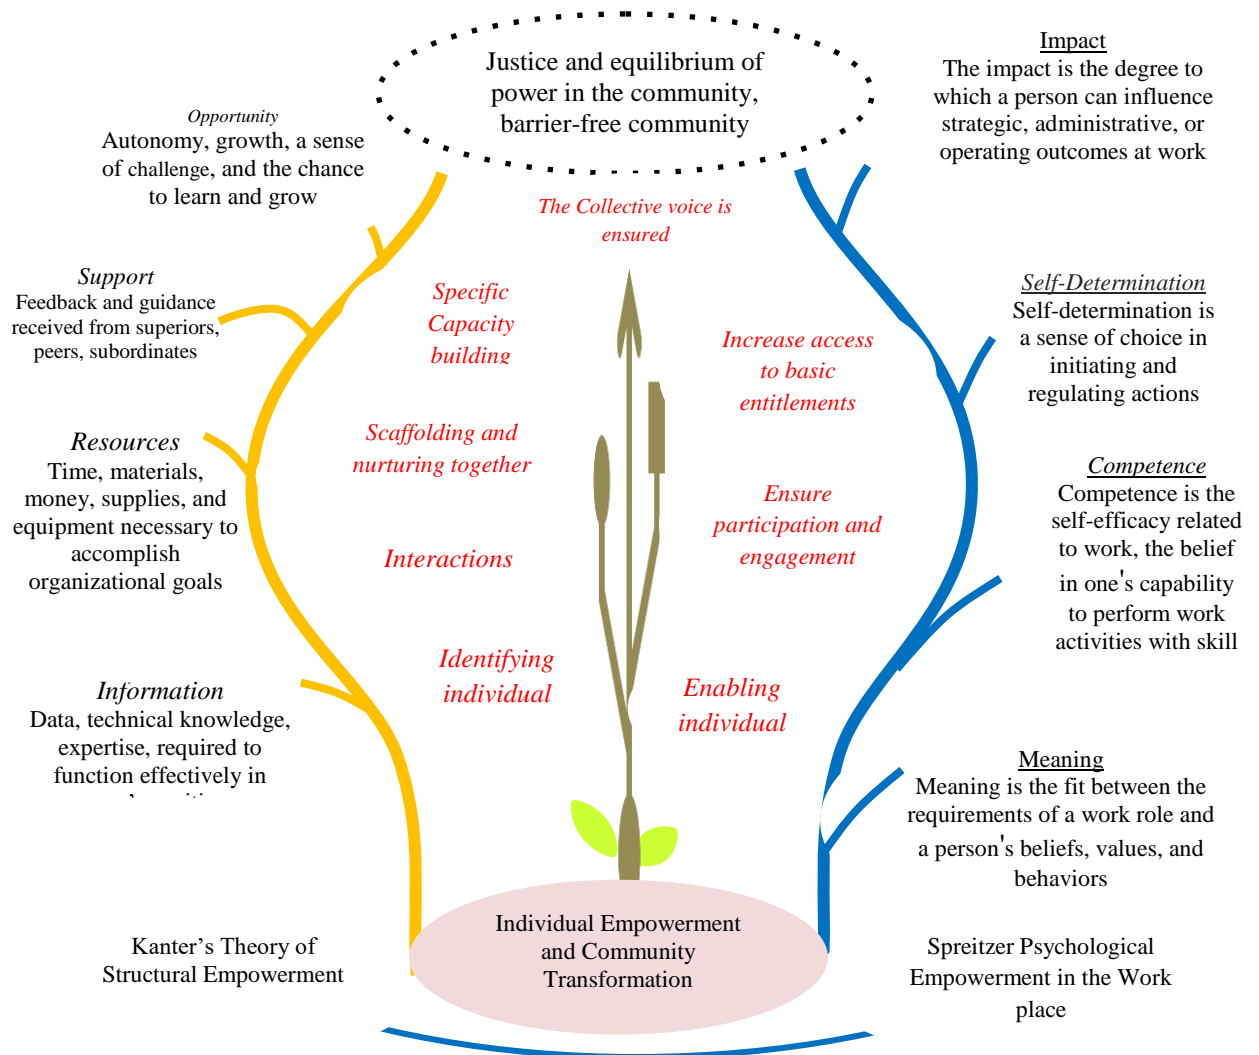 Justice and equilibrium of
power in the community,
barrier-free community
Opportunity
Autonomy, growth, a sense
of challenge, and the chance
to learn and grow
Support
Feedback and guidance
received from superiors,
peers, subordinates
Resources
Time, materials,
money, supplies, and
equipment necessary to
accomplish
organizational goals
Information
Data, technical knowledge,
expertise, required to
function effectively in
Kanter’s Theory of
Structural Empowerment
The Collective voice is
ensured
Specific
Capacity
building
Scaffolding and
nurturing together
Interactions
Identifying
individual
Increase access
to basic
entitlements
Ensure
participation and
engagement
Enabling
individual
Individual Empowerment
and Community
Transformation
Impact
The impact is the degree to
which a person can influence
strategic, administrative, or
operating outcomes at work
Self-Determination
Self-determination is
a sense of choice in
initiating and
regulating actions
Competence
Competence is the
self-efficacy related
to work, the belief
in one's capability
to perform work
activities with skill
Meaning
Meaning is the fit between the
requirements of a work role and
a person's beliefs, values, and
behaviors
Spreitzer Psychological
Empowerment in the Work
place